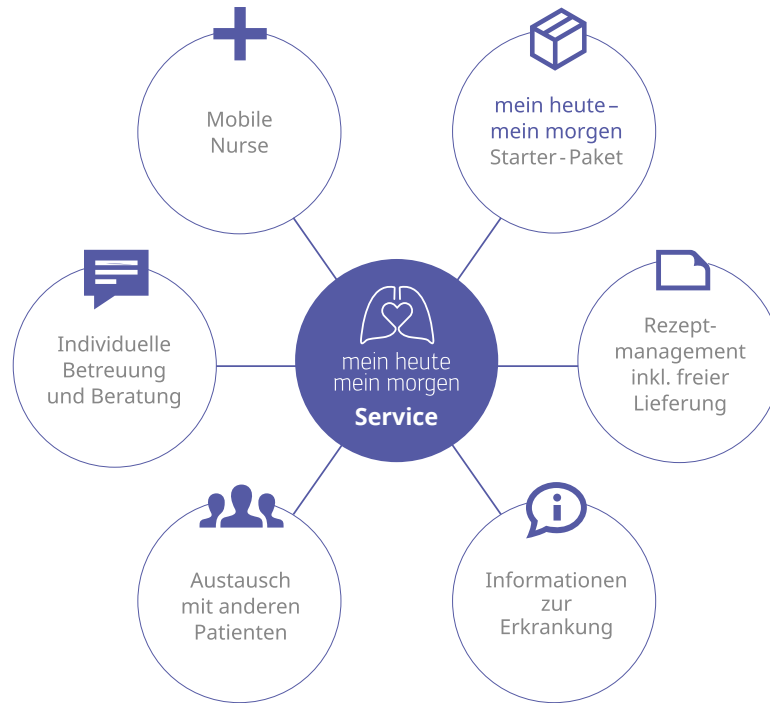 Mobile
Nurse
mein heute –
mein morgen
Starter - Paket
Individuelle
Betreuung
und Beratung
mein heute
mein morgen
Service
Rezept-
management
inkl. freier
Lieferung
Austausch
mit anderen
Patienten
Informationen
zur
Erkrankung